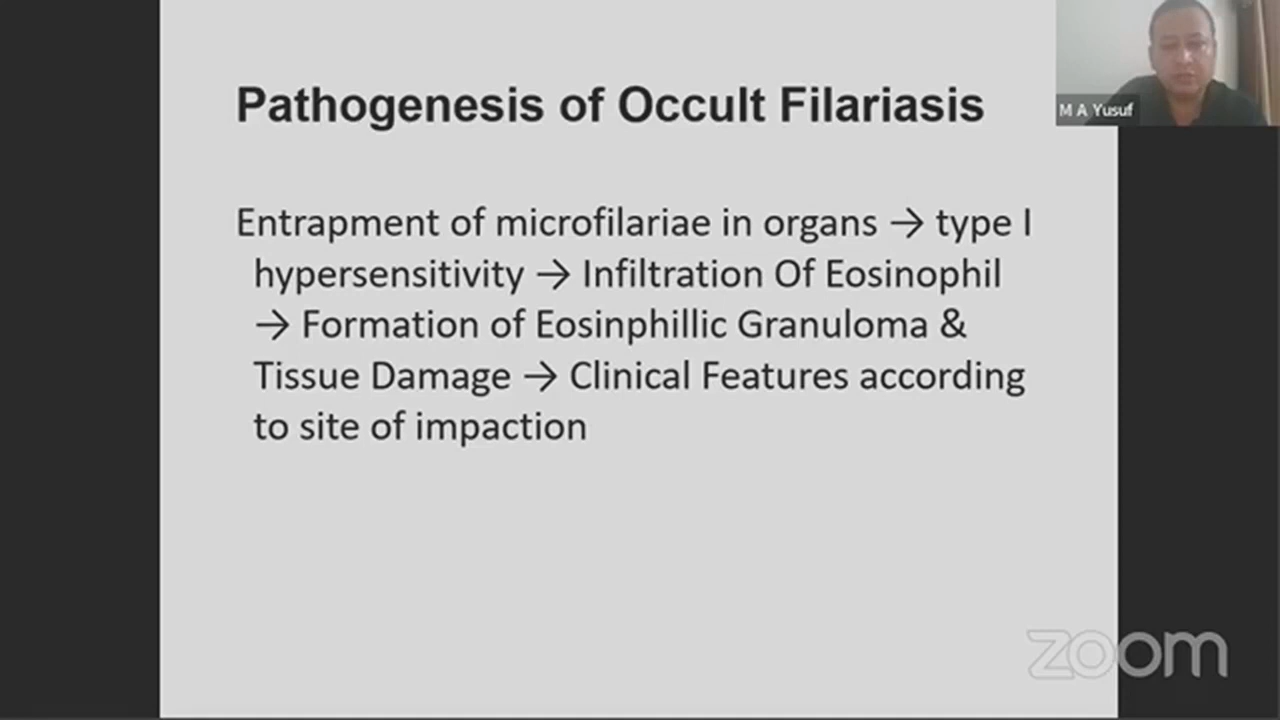 Pathogenesis of Occult Filariasis
M A Yusuf
Entrapment of microfilariae in organs → type I
hypersensitivity → Infiltration Of Eosinophil
→ Formation of Eosinphillic Granuloma &
Tissue Damage → Clinical Features according
to site of impaction
zoom